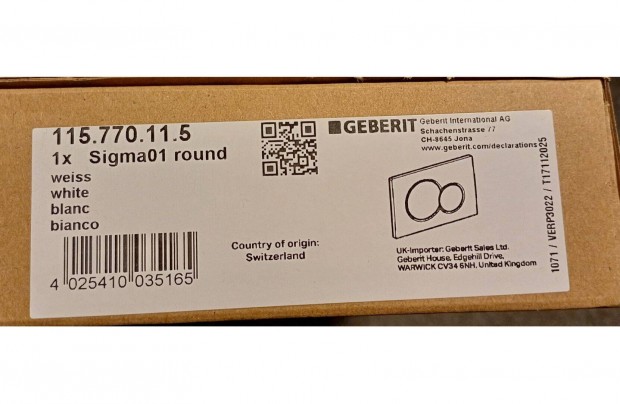 115.770.11.5
1x Sigma01 round
weiss
white
blanc
bianco
4 025410 035165
Country of origin:
Switzerland
GEBERIT
Geberit International AG
Schachenstrasse 77
CH-8645 Jona
www.geberit.com/declarations
UK-Importer: Geberit Sales Ltd.
Geberit House, Edgehill Drive,
WARWICK CV34 6NH, United Kingdom
1071 / VERP3022 / T17112025